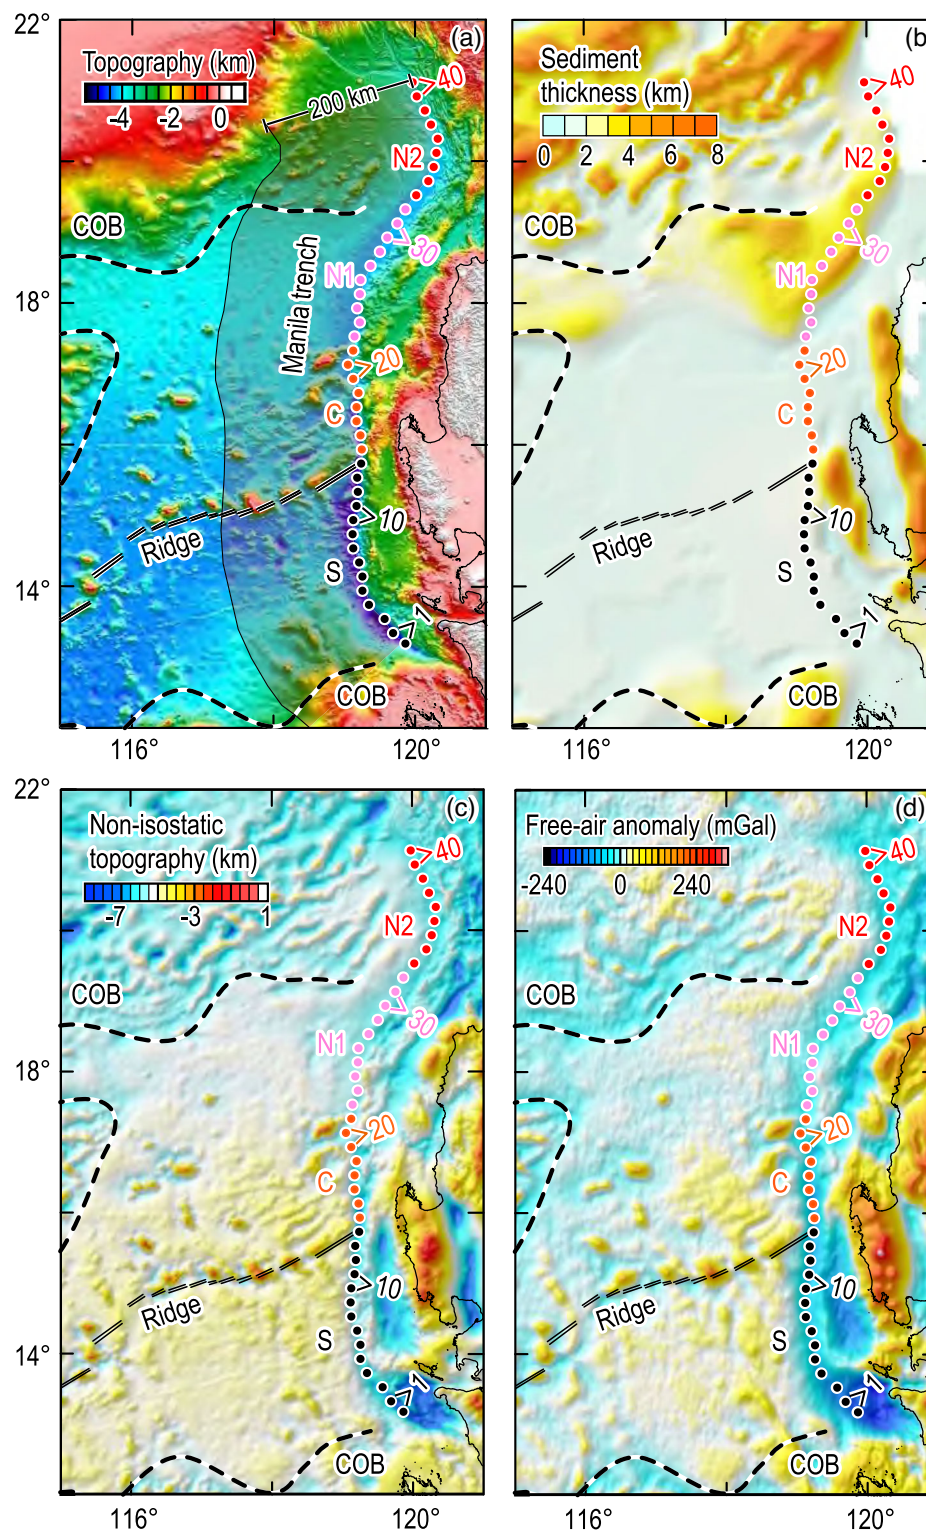 22°
(a)
Topography (km)
-4 -2 0
200 km
>40
N2
COB
>30
N1
18°
Manila trench
>20
C
>10
Ridge
S
14°
>1
COB
116° 120°
(b)
Sediment
thickness (km)
0 2 4 6 8
>40
N2
COB
>30
N1
>20
C
>10
Ridge
S
>1
COB
116° 120°
22°
(c)
Non-isostatic
topography (km)
-7 -3 1
>40
N2
COB
>30
N1
18°
>20
C
>10
Ridge
S
14°
>1
COB
116° 120°
(d)
Free-air anomaly (mGal)
-240 0 240
>40
N2
COB
>30
N1
>20
C
>10
Ridge
S
>1
COB
116° 120°